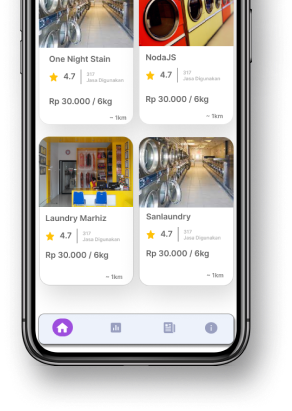 One Night Stain
4.7
317
Jasa Digunakan
Rp 30.000 / 6kg
~ 1km
NodaJS
4.7
317
Jasa Digunakan
Rp 30.000 / 6kg
~ 1km
Laundry Marhiz
4.7
317
Jasa Digunakan
Rp 30.000 / 6kg
~ 1km
Sanlaundry
4.7
317
Jasa Digunakan
Rp 30.000 / 6kg
~ 1km